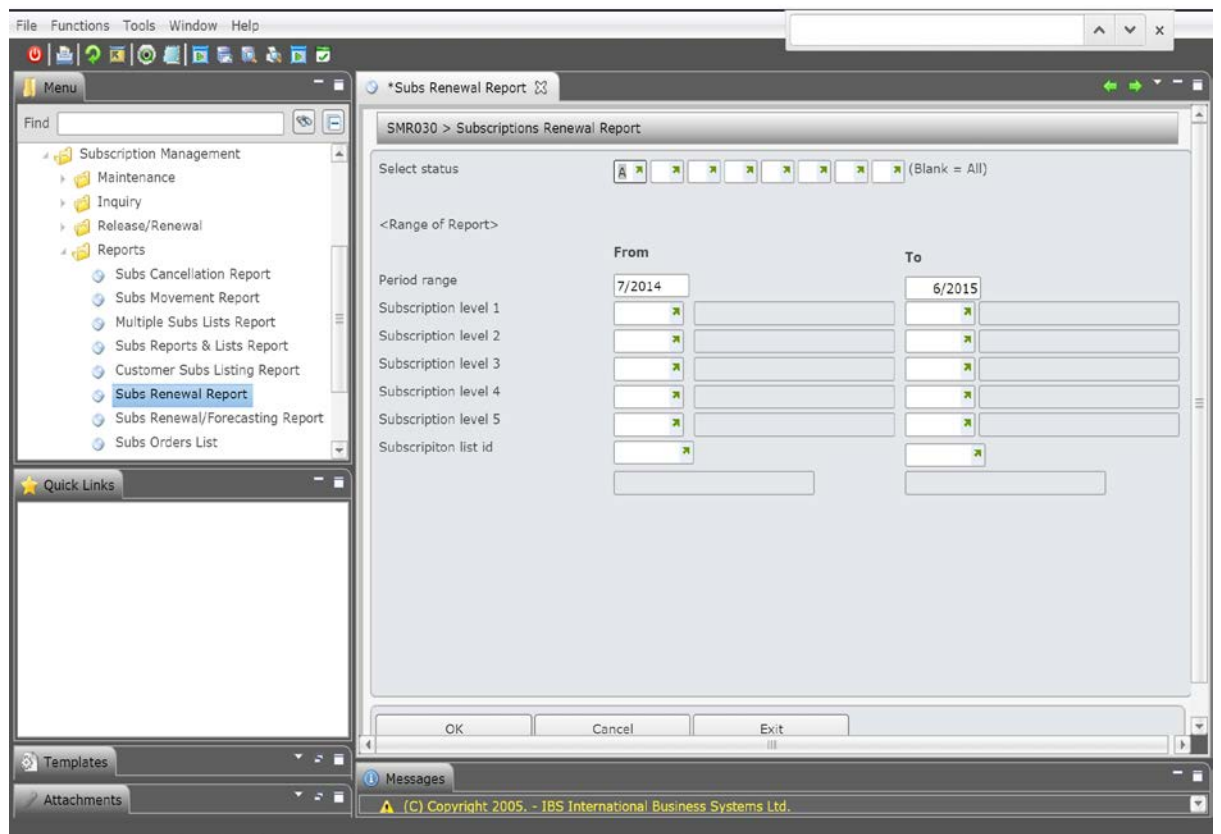 File Functions Tools Window Help
Menu
Find
Subscription Management
Maintenance
Inquiry
Release/Renewal
Reports
Subs Cancellation Report
Subs Movement Report
Multiple Subs Lists Report
Subs Reports & Lists Report
Customer Subs Listing Report
Subs Renewal Report
Subs Renewal/Forecasting Report
Subs Orders List
Quick Links
Templates
Attachments
*Subs Renewal Report
SMR030 > Subscriptions Renewal Report
Select status A (Blank = All)
<Range of Report>
From To
Period range 7/2014 6/2015
Subscription level 1
Subscription level 2
Subscription level 3
Subscription level 4
Subscription level 5
Subscripiton list id
OK Cancel Exit
Messages
(C) Copyright 2005. - IBS International Business Systems Ltd.